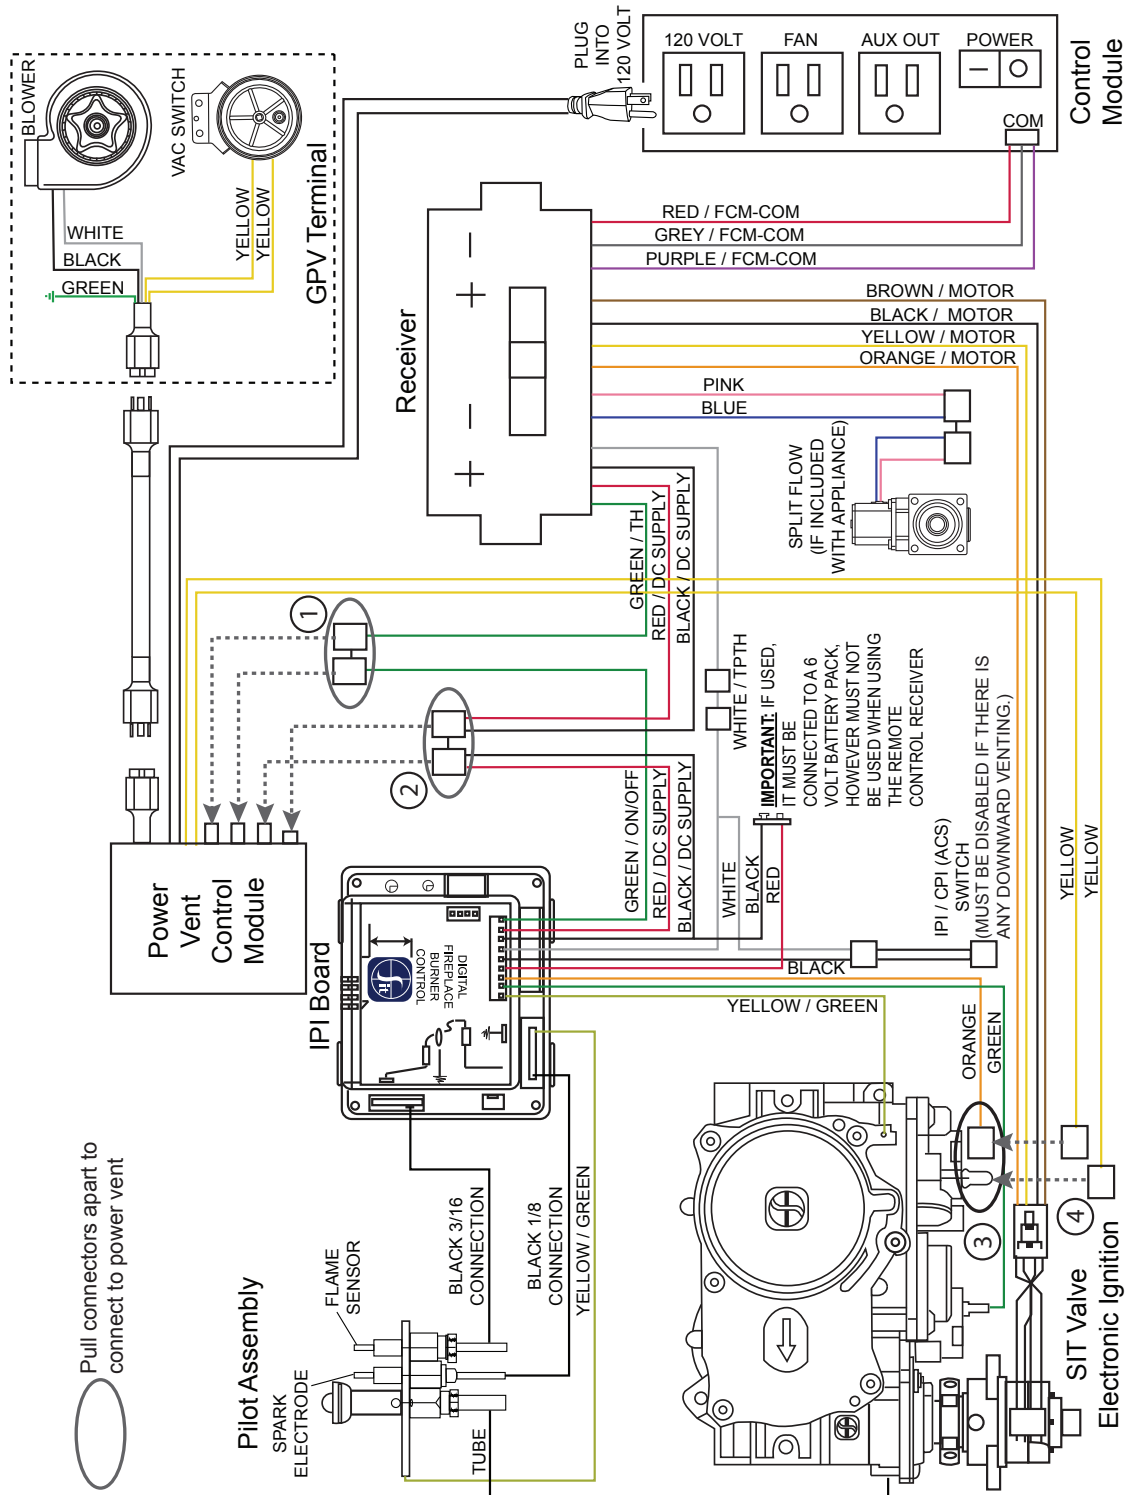 Pull connectors apart to
connect to power vent
Pilot Assembly
SPARK
ELECTRODE
FLAME
SENSOR
TUBE
BLACK 3/16
CONNECTION
BLACK 1/8
CONNECTION
YELLOW / GREEN
Power
Vent
Control
Module
IPI Board
Sit
DIGITAL
FIREPLACE
BURNER
CONTROL
BLOWER
VAC SWITCH
WHITE
BLACK
GREEN
YELLOW
YELLOW
GPV Terminal
1
2
Receiver
+ −
+ −
GREEN / TH
RED / DC SUPPLY
BLACK / DC SUPPLY
GREEN / ON/OFF
RED / DC SUPPLY
BLACK / DC SUPPLY
WHITE
WHITE / TPTH
BLACK
RED
IMPORTANT: IF USED,
IT MUST BE
CONNECTED TO A 6
VOLT BATTERY PACK,
HOWEVER MUST NOT
BE USED WHEN USING
THE REMOTE
CONTROL RECEIVER
BLACK
IPI / CPI (ACS)
SWITCH
(MUST BE DISABLED IF THERE IS
ANY DOWNWARD VENTING.)
YELLOW / GREEN
ORANGE
GREEN
YELLOW
YELLOW
3
4
SIT Valve
Electronic Ignition
SPLIT FLOW
(IF INCLUDED
WITH APPLIANCE)
PLUG
INTO
120 VOLT
120 VOLT
FAN
AUX OUT
POWER
COM
Control
Module
RED / FCM-COM
GREY / FCM-COM
PURPLE / FCM-COM
BROWN / MOTOR
BLACK / MOTOR
YELLOW / MOTOR
ORANGE / MOTOR
PINK
BLUE